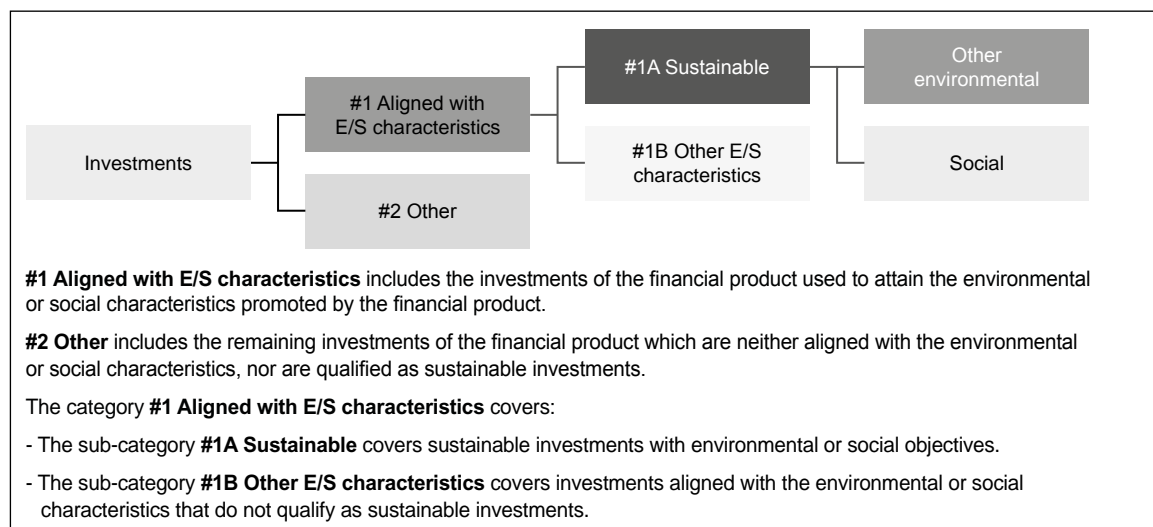 #1A Sustainable
Other
environmental
#1 Aligned with
E/S characteristics
Investments
#1B Other E/S
characteristics
Social
#2 Other
#1 Aligned with E/S characteristics includes the investments of the financial product used to attain the environmental
or social characteristics promoted by the financial product.
#2 Other includes the remaining investments of the financial product which are neither aligned with the environmental
or social characteristics, nor are qualified as sustainable investments.
The category #1 Aligned with E/S characteristics covers:
- The sub-category #1A Sustainable covers sustainable investments with environmental or social objectives.
- The sub-category #1B Other E/S characteristics covers investments aligned with the environmental or social
characteristics that do not qualify as sustainable investments.